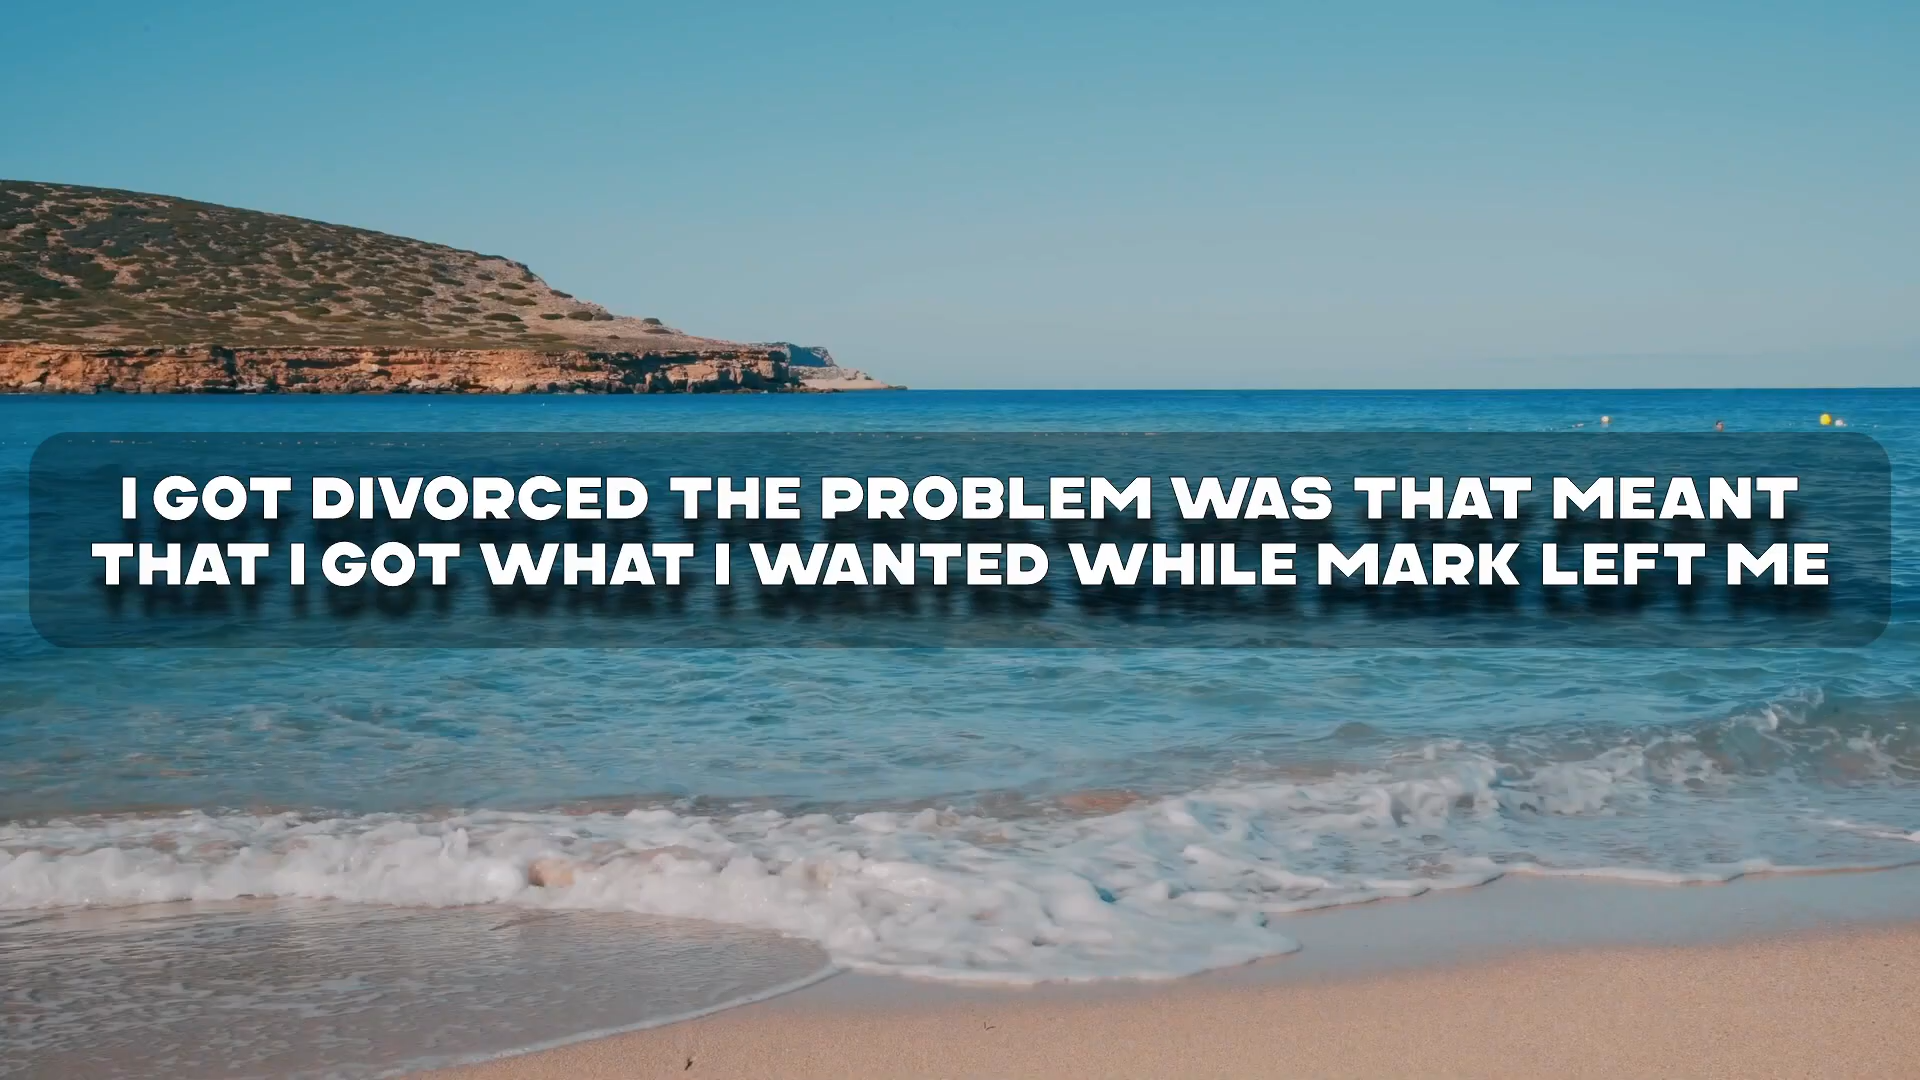 I GOT DIVORCED THE PROBLEM WAS THAT MEANT
THAT I GOT WHAT I WANTED WHILE MARK LEFT ME